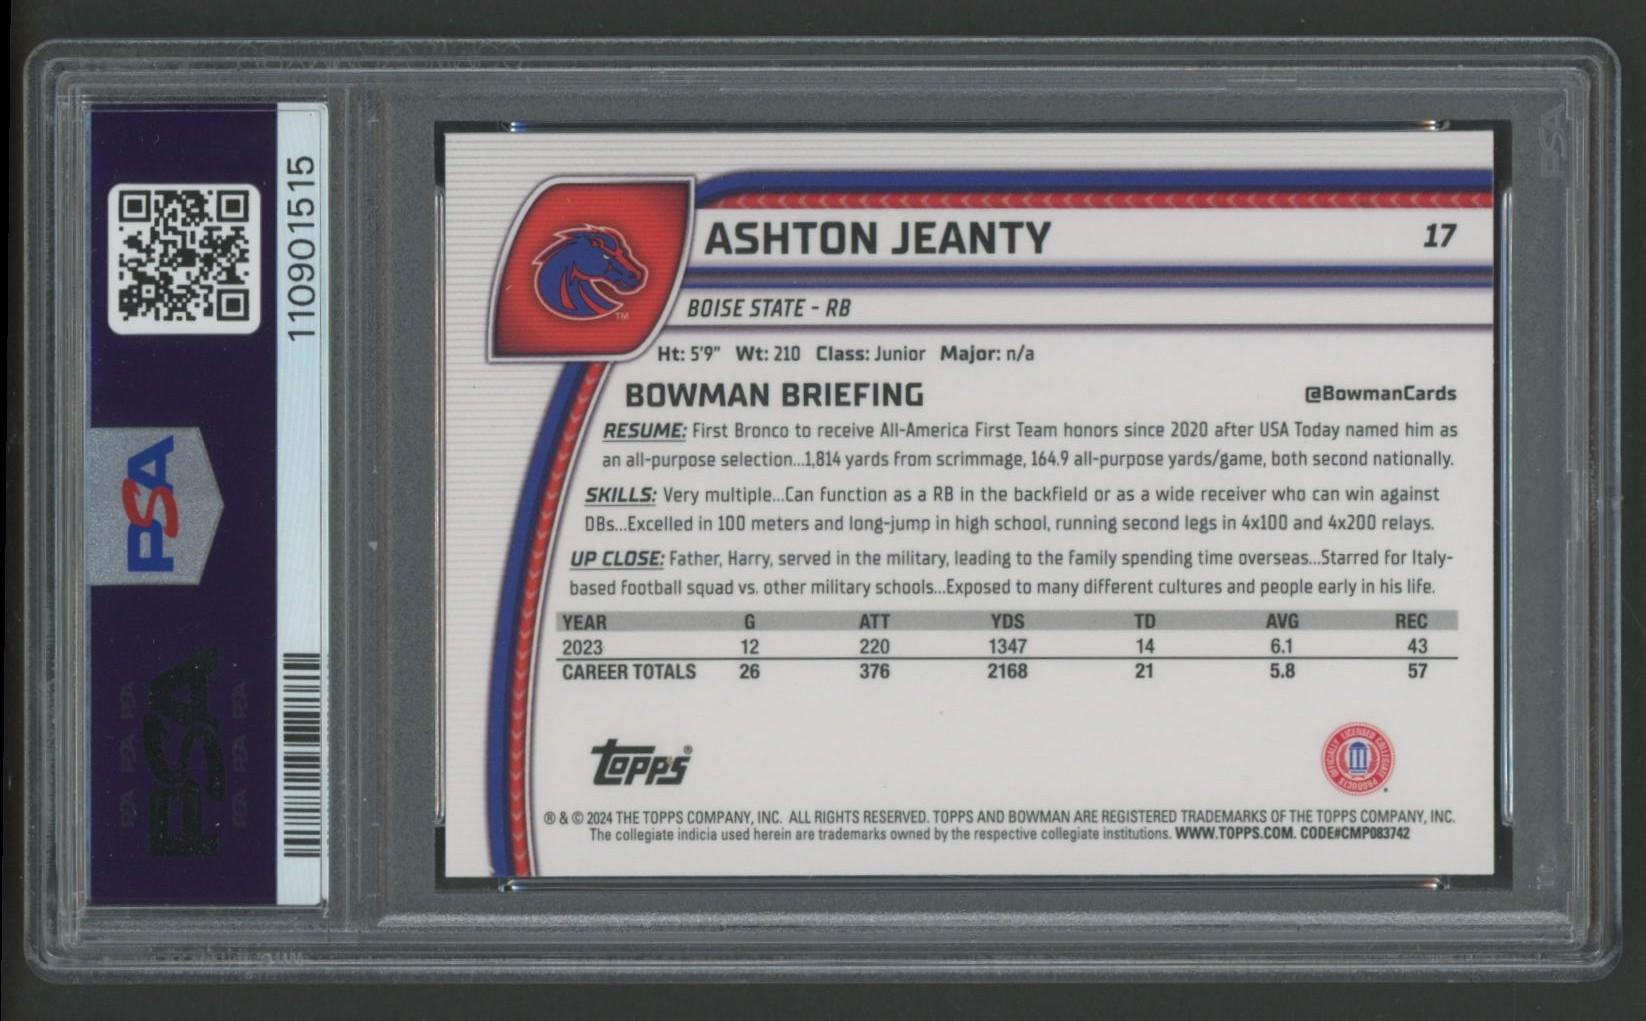 110901515
PSA
PSA
ASHTON JEANTY
17
BOISE STATE - RB
TM
Ht: 5'9" Wt: 210 Class: Junior Major: n/a
BOWMAN BRIEFING
@BowmanCards
RESUME: First Bronco to receive All-America First Team honors since 2020 after USA Today named him as
an all-purpose selection...1,814 yards from scrimmage, 164.9 all-purpose yards/game, both second nationally.
SKILLS: Very multiple...Can function as a RB in the backfield or as a wide receiver who can win against
DBs...Excelled in 100 meters and long-jump in high school, running second legs in 4x100 and 4x200 relays.
UP CLOSE: Father, Harry, served in the military, leading to the family spending time overseas...Starred for Italy-
based football squad vs. other military schools...Exposed to many different cultures and people early in his life.
YEAR G ATT YDS TD AVG REC
2023 12 220 1347 14 6.1 43
CAREER TOTALS 26 376 2168 21 5.8 57
Topps®
OFFICIALLY LICENSED COLLEGIATE PRODUCTS
® & © 2024 THE TOPPS COMPANY, INC. ALL RIGHTS RESERVED. TOPPS AND BOWMAN ARE REGISTERED TRADEMARKS OF THE TOPPS COMPANY, INC.
The collegiate indicia used herein are trademarks owned by the respective collegiate institutions. WWW.TOPPS.COM. CODE#CMP083742
PSA